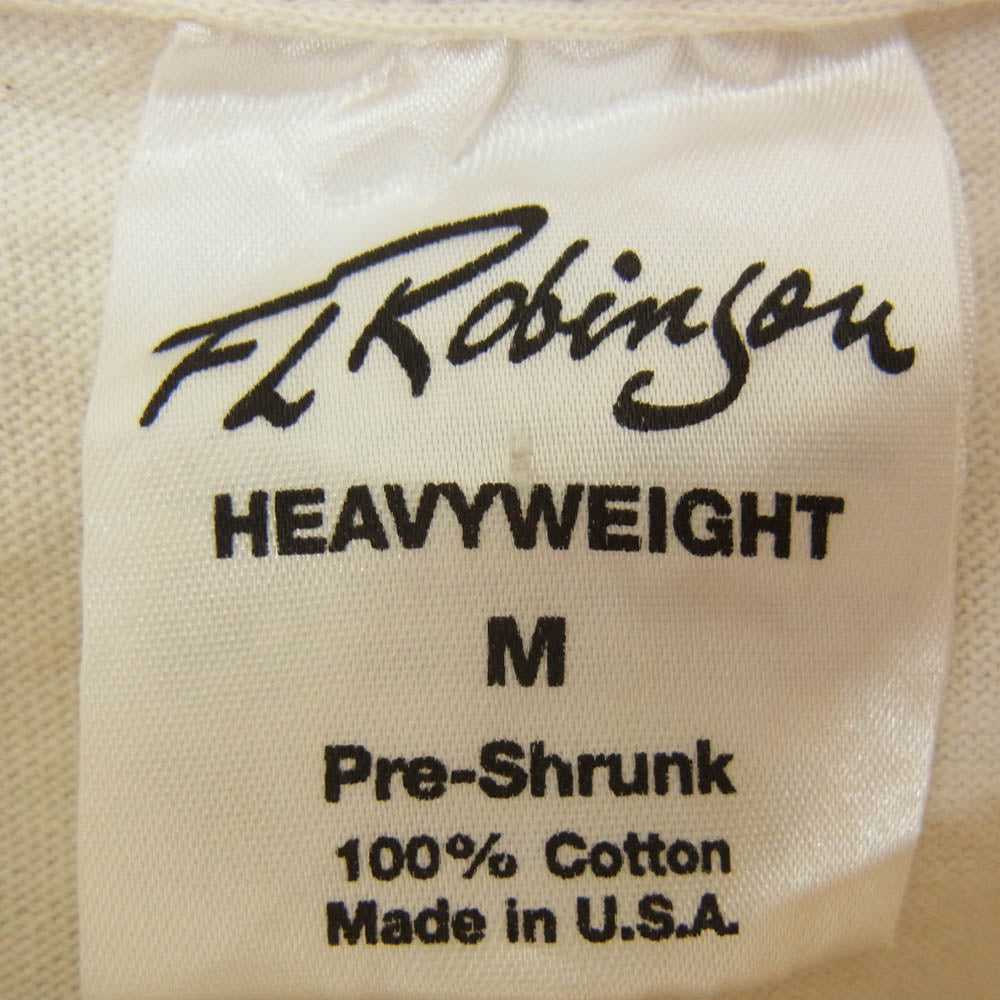 FL Robinson
HEAVYWEIGHT
M
Pre-Shrunk
100% Cotton
Made in U.S.A.